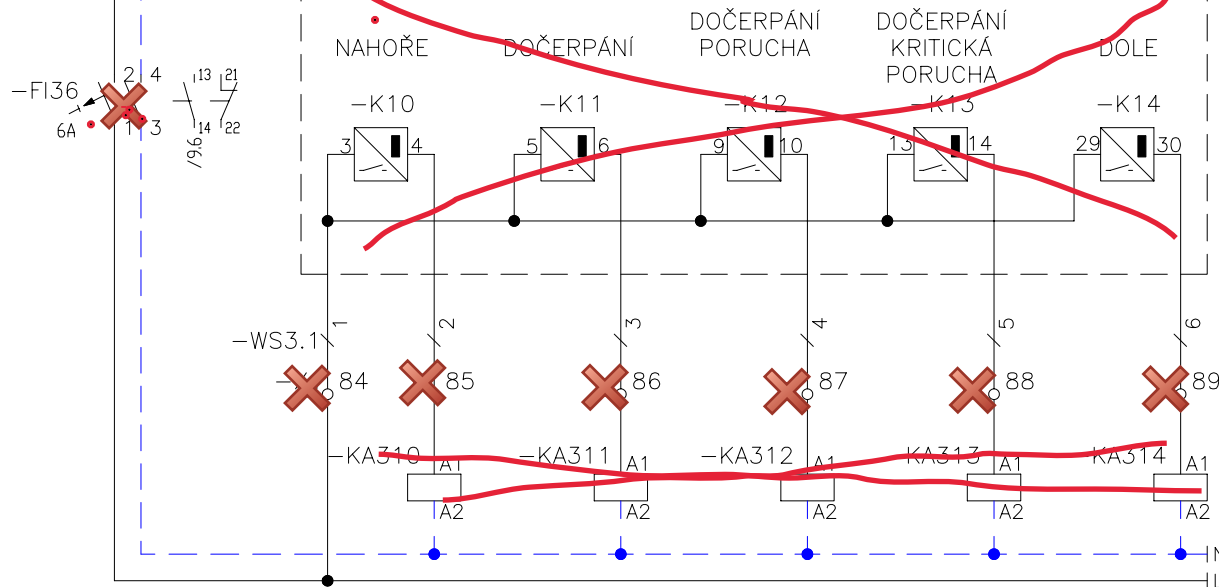 DOČERPÁNÍ DOČERPÁNÍ
NAHOŘE DOČERPÁNÍ PORUCHA KRITICKÁ DOLE
PORUCHA
2 4 13 21
-FI36
6A 1 3 14 22
/9.6
-K10 -K11 -K12 -K13 -K14
3 4 5 6 9 10 13 14 29 30
-WS3.1 1 2 3 4 5 6
84 85 86 87 88 89
-KA310 -KA311 -KA312 KA313 KA314
A1 A1 A1 A1 A1
A2 A2 A2 A2 A2
N